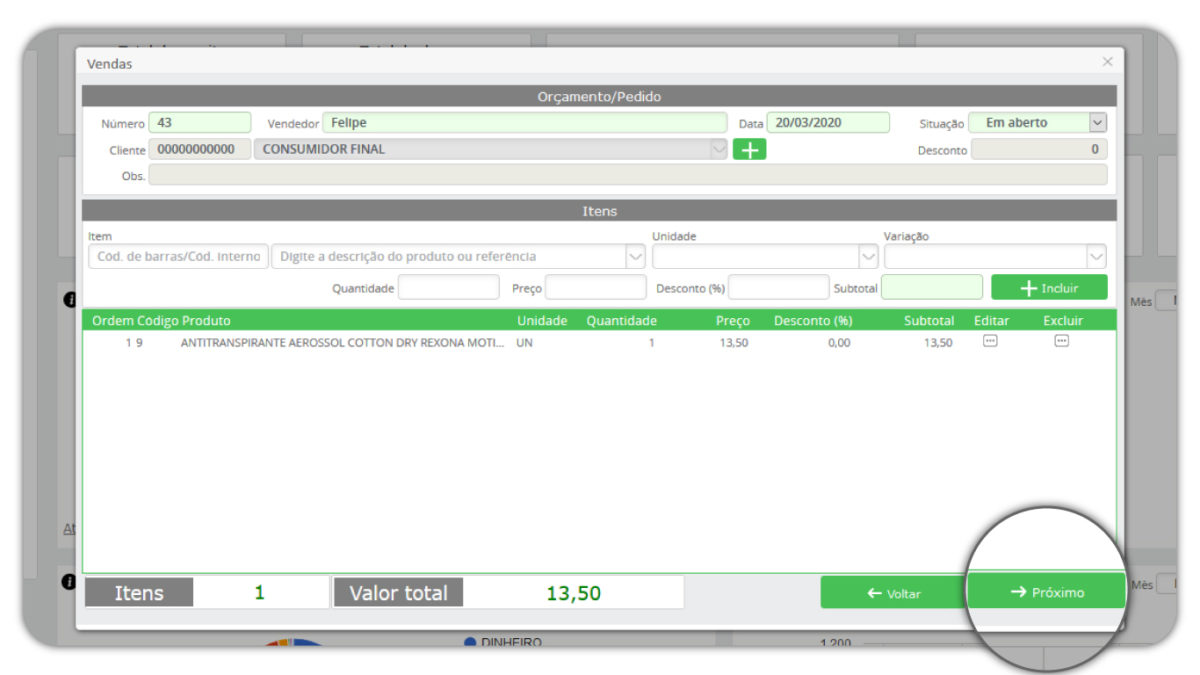 Vendas
Orçamento/Pedido
Número 43 Vendedor Felipe Data 20/03/2020 Situação Em aberto
Cliente 00000000000 CONSUMIDOR FINAL Desconto 0
Obs.
Itens
Item Unidade Variação
Cód. de barras/Cód. Interno Digite a descrição do produto ou referência
Quantidade Preço Desconto (%) Subtotal Incluir
Mês
Ordem Codigo Produto Unidade Quantidade Preço Desconto (%) Subtotal Editar Excluir
1 9 ANTITRANSPIRANTE AEROSSOL COTTON DRY REXONA MOTI... UN 1 13,50 0,00 13,50
Itens 1 Valor total 13,50 Voltar Próximo
Mês
DINHEIRO 1.200